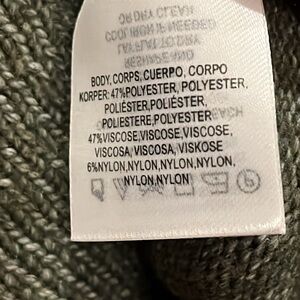 BODY, CORPS, CUERPO, CORPO
KORPER: 47%POLYESTER, POLYESTER,
POLIÉSTER,POLIÉSTER,
POLIESTERE,POLYESTER
47%VISCOSE,VISCOSE,VISCOSE,
VISCOSA, VISCOSA, VISKOSE
6%NYLON,NYLON,NYLON,NYLON,
NYLON,NYLON